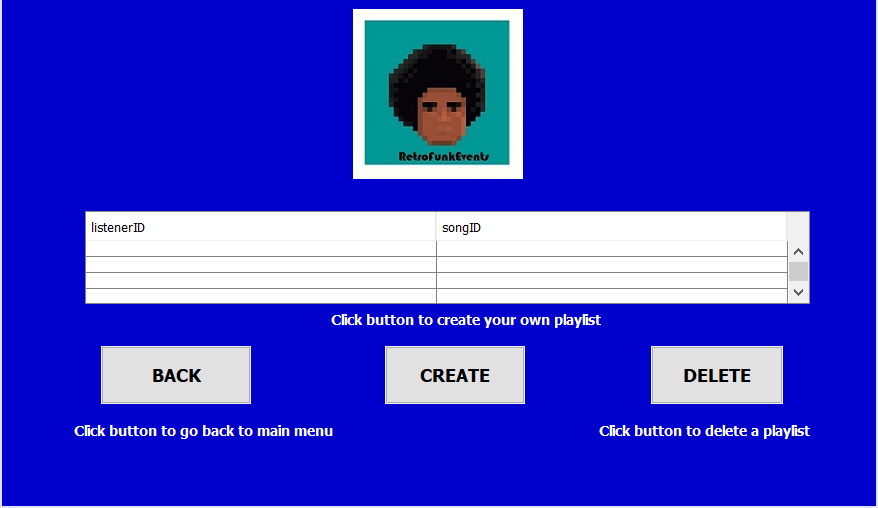 RetroFunkEvents
listenerID songID
Click button to create your own playlist
BACK CREATE DELETE
Click button to go back to main menu Click button to delete a playlist